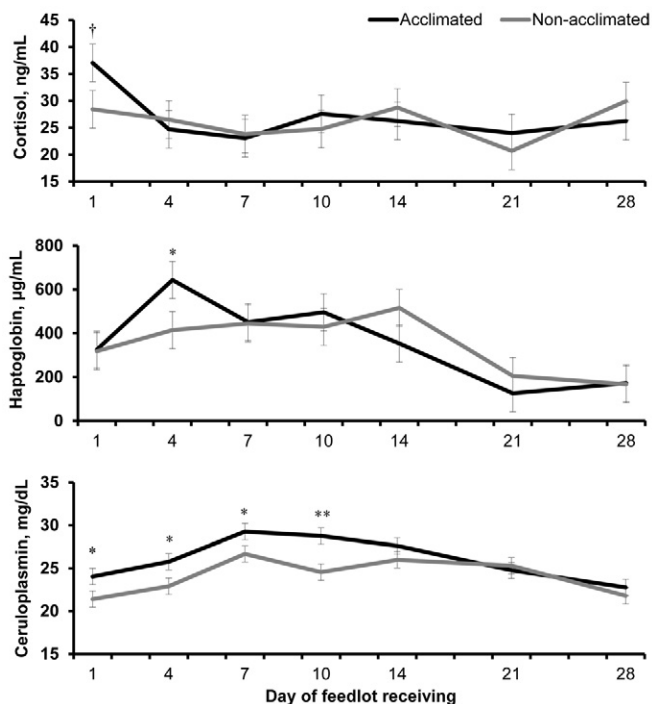 Acclimated Non-acclimated
Cortisol, ng/mL
45
40
35
30
25
20
15
†
1 4 7 10 14 21 28
Haptoglobin, µg/mL
800
600
400
200
0
*
1 4 7 10 14 21 28
Ceruloplasmin, mg/dL
35
30
25
20
15
* * * **
1 4 7 10 14 21 28
Day of feedlot receiving